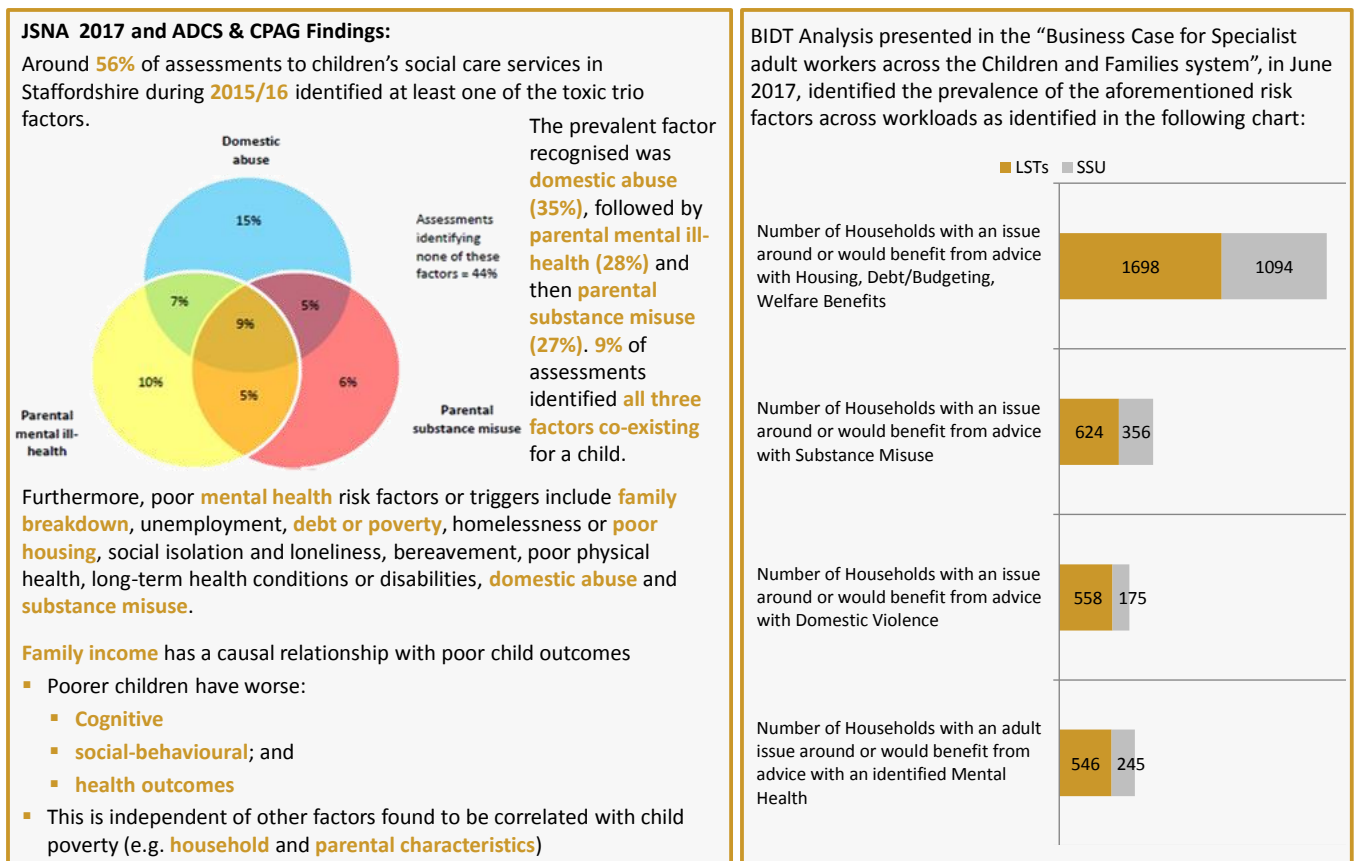 JSNA 2017 and ADCS & CPAG Findings:
Around 56% of assessments to children's social care services in
Staffordshire during 2015/16 identified at least one of the toxic trio
factors.
Domestic
abuse
15%
Assessments
identifying
none of these
factors = 44%
7%
5%
9%
10%
5%
6%
Parental
mental ill-
health
Parental
substance misuse
The prevalent factor
recognised was
domestic abuse
(35%), followed by
parental mental ill-
health (28%) and
then parental
substance misuse
(27%). 9% of
assessments
identified all three
factors co-existing
for a child.
Furthermore, poor mental health risk factors or triggers include family
breakdown, unemployment, debt or poverty, homelessness or poor
housing, social isolation and loneliness, bereavement, poor physical
health, long-term health conditions or disabilities, domestic abuse and
substance misuse.
Family income has a causal relationship with poor child outcomes
▪ Poorer children have worse:
▪ Cognitive
▪ social-behavioural; and
▪ health outcomes
▪ This is independent of other factors found to be correlated with child
poverty (e.g. household and parental characteristics)
BIDT Analysis presented in the “Business Case for Specialist
adult workers across the Children and Families system”, in June
2017, identified the prevalence of the aforementioned risk
factors across workloads as identified in the following chart:
LSTs SSU
Number of Households with an issue
around or would benefit from advice
with Housing, Debt/Budgeting,
Welfare Benefits
1698 1094
Number of Households with an issue
around or would benefit from advice
with Substance Misuse
624 356
Number of Households with an issue
around or would benefit from advice
with Domestic Violence
558 175
Number of Households with an adult
issue around or would benefit from
advice with an identified Mental
Health
546 245